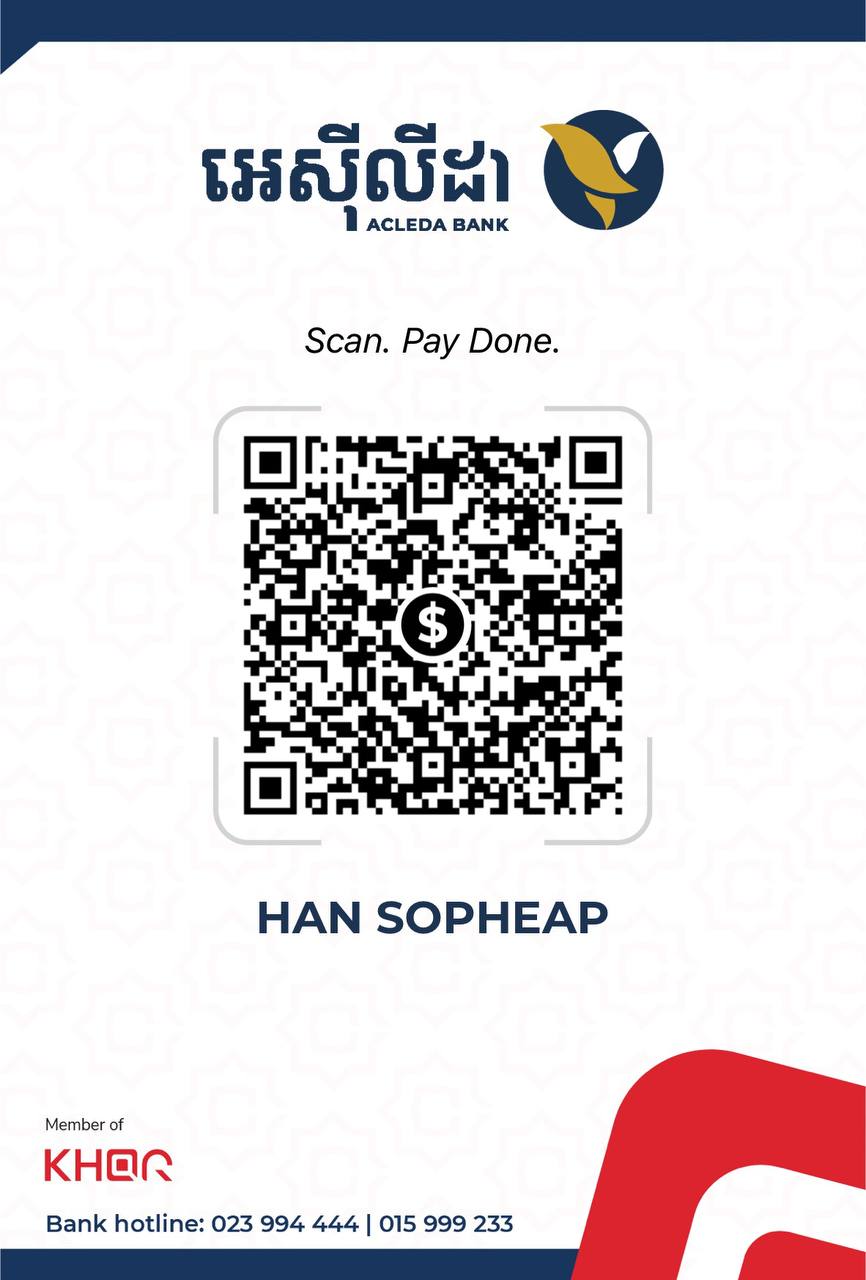 អេស៊ីលីដា
ACLEDA BANK
Scan. Pay Done.
$
HAN SOPHEAP
Member of
KHQR
Bank hotline: 023 994 444 | 015 999 233